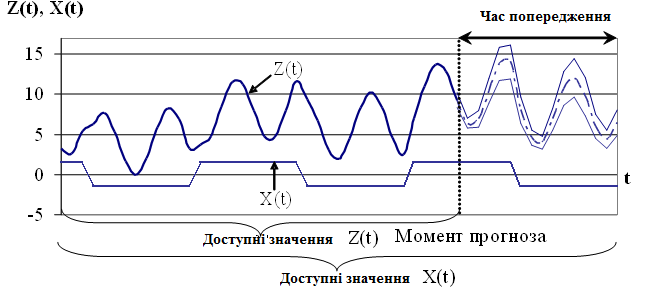 Z(t), X(t)
Час попередження
15
10
5
0
-5
Z(t)
X(t)
t
Доступні значення Z(t) Момент прогноза
Доступні значення X(t)